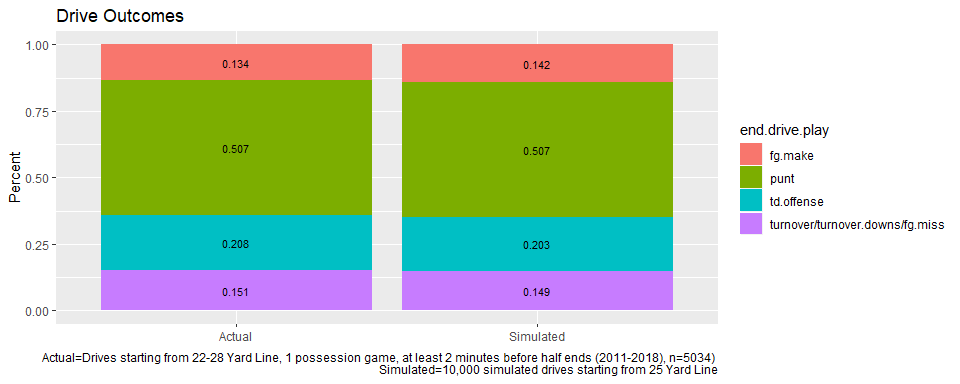 Drive Outcomes
Percent
1.00
0.75
0.50
0.25
0.00
0.134
0.142
0.507
0.507
0.208
0.203
0.151
0.149
Actual
Simulated
end.drive.play
fg.make
punt
td.offense
turnover/turnover.downs/fg.miss
Actual=Drives starting from 22-28 Yard Line, 1 possession game, at least 2 minutes before half ends (2011-2018), n=5034)
Simulated=10,000 simulated drives starting from 25 Yard Line